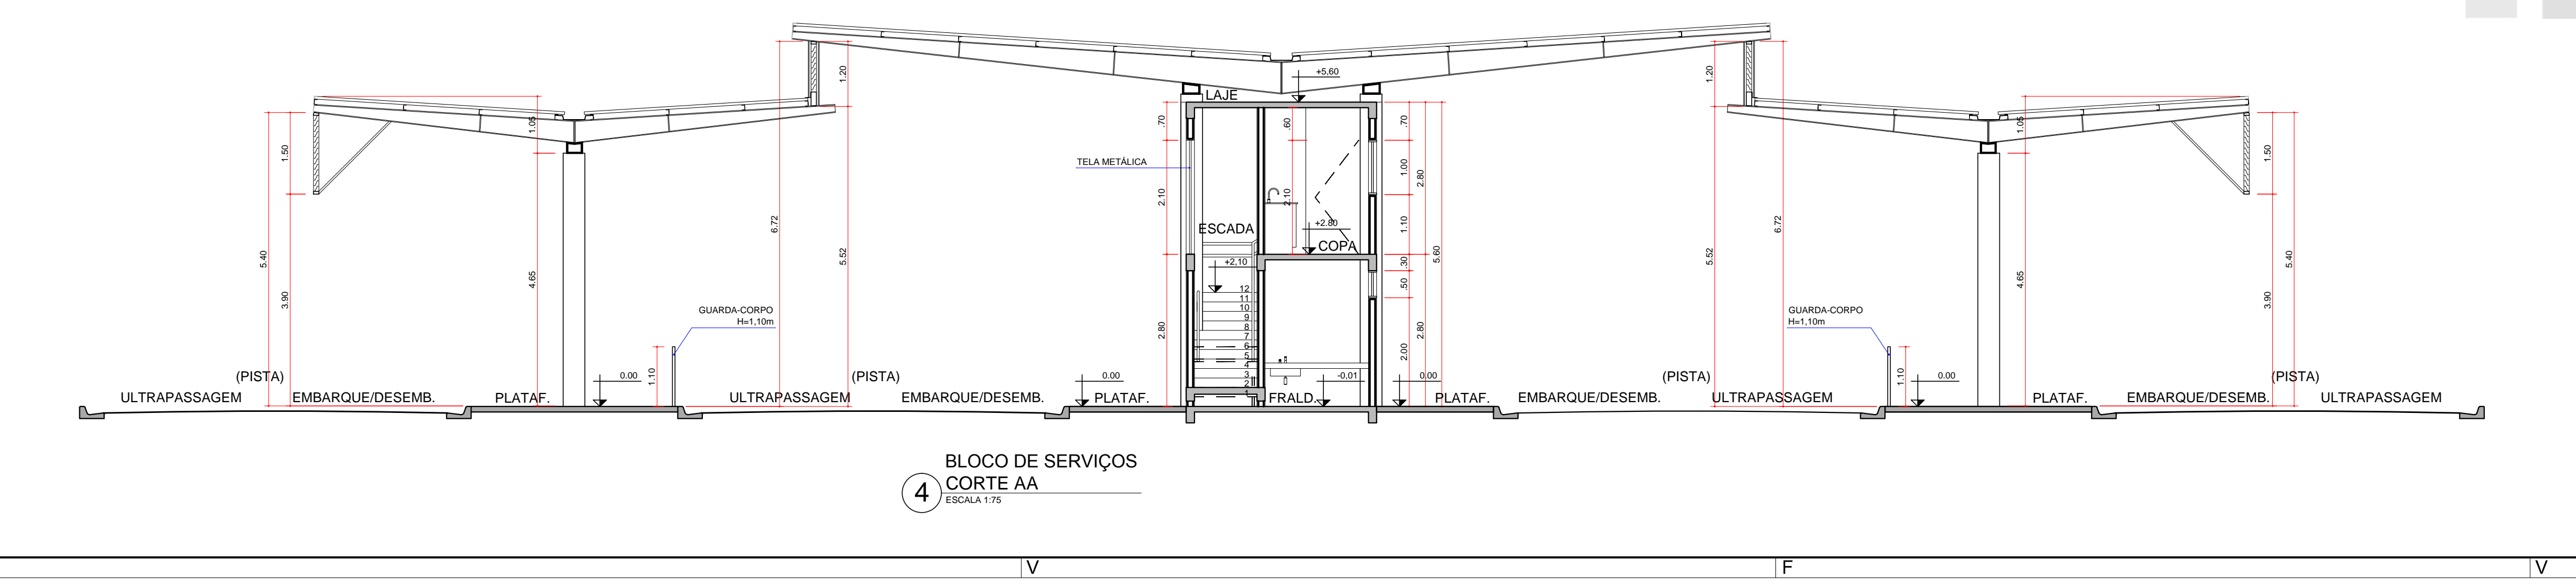 +5,60
LAJE
1.20
1.20
1.05
1.05
.70
.60
.70
1.50
1.50
TELA METÁLICA
1.00
2.80
2.10
2.10
6.72
6.72
ESCADA
+2.80
1.10
COPA
5.40
5.52
5.60
5.52
5.40
+2,10
.30
4.65
4.65
.50
3.90
3.90
12
11
10
9
8
7
6
5
4
3
2
GUARDA-CORPO
H=1,10m
GUARDA-CORPO
H=1,10m
2.80
2.80
2.00
1.10
1.10
(PISTA)
0.00
(PISTA)
0.00
-0,01
0.00
(PISTA)
0.00
(PISTA)
ULTRAPASSAGEM
EMBARQUE/DESEMB.
PLATAF.
ULTRAPASSAGEM
EMBARQUE/DESEMB.
PLATAF.
FRALD.
PLATAF.
EMBARQUE/DESEMB.
ULTRAPASSAGEM
PLATAF.
EMBARQUE/DESEMB.
ULTRAPASSAGEM
BLOCO DE SERVIÇOS
4
CORTE AA
ESCALA 1:75
V
F
V